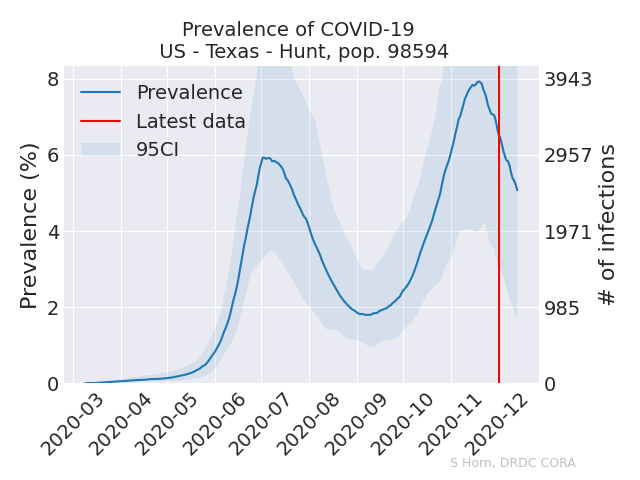 Prevalence of COVID-19
US - Texas - Hunt, pop. 98594
Prevalence
Latest data
95CI
Prevalence (%)
8
6
4
2
0
3943
2957
1971
985
0
# of infections
2020-03
2020-04
2020-05
2020-06
2020-07
2020-08
2020-09
2020-10
2020-11
2020-12
S Horn, DRDC CORA